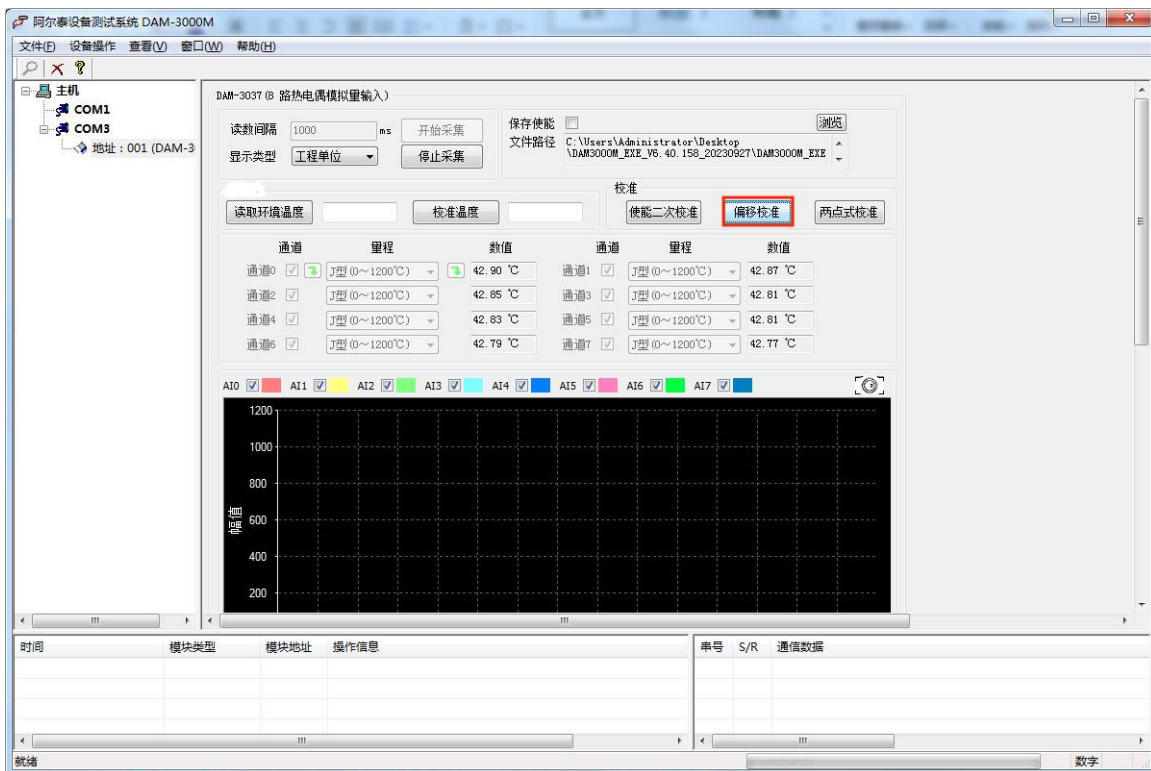 阿尔泰设备测试系统 DAM-3000M
文件(F) 设备操作 查看(V) 窗口(W) 帮助(H)
主机
COM1
COM3
地址：001 (DAM-3
DAM-3037(8 路热电偶模拟量输入)
读数间隔 1000 ms 开始采集
显示类型 工程单位 停止采集
保存使能 浏览
文件路径 C:\Users\Administrator\Desktop
\DAM3000M_EXE_V6.40.158_20230927\DAM3000M_EXE
校准
读取环境温度 校准温度 使能二次校准 偏移校准 两点式校准
通道 量程 数值 通道 量程 数值
通道0 J型(0～1200℃) 42.90 ℃ 通道1 J型(0～1200℃) 42.87 ℃
通道2 J型(0～1200℃) 42.85 ℃ 通道3 J型(0～1200℃) 42.81 ℃
通道4 J型(0～1200℃) 42.83 ℃ 通道5 J型(0～1200℃) 42.81 ℃
通道6 J型(0～1200℃) 42.79 ℃ 通道7 J型(0～1200℃) 42.77 ℃
AI0 AI1 AI2 AI3 AI4 AI5 AI6 AI7
1200
1000
800
600
400
200
幅值
时间 模块类型 模块地址 操作信息 串号 S/R 通信数据
就绪 数字